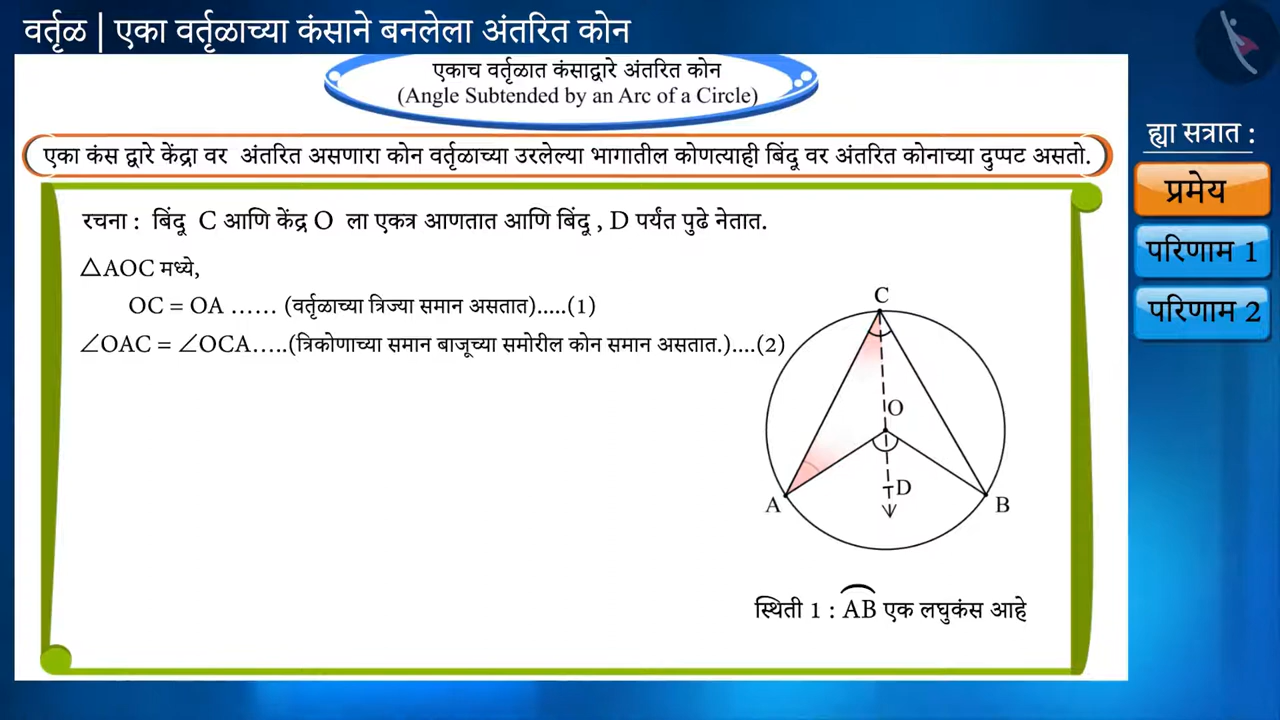 वर्तृळ | एका वर्तृळाच्या कंसाने बनलेला अंतरित कोन
एकाच वर्तृळात कंसाद्वारे अंतरित कोन
(Angle Subtended by an Arc of a Circle)
ह्या सत्रात :
एका कंस द्वारे केंद्रा वर अंतरित असणारा कोन वर्तृळाच्या उरलेल्या भागातील कोणत्याही बिंदू वर अंतरित कोनाच्या दुप्पट असतो.
प्रमेय
परिणाम 1
परिणाम 2
रचना : बिंदू C आणि केंद्र O ला एकत्र आणतात आणि बिंदू , D पर्यंत पुढे नेतात.
△AOC मध्ये,
OC = OA …… (वर्तृळाच्या त्रिज्या समान असतात).....(1)
∠OAC = ∠OCA…..(त्रिकोणाच्या समान बाजूच्या समोरील कोन समान असतात.)....(2)
C
O
D
A
B
स्थिती 1 : A͡B एक लघुकंस आहे